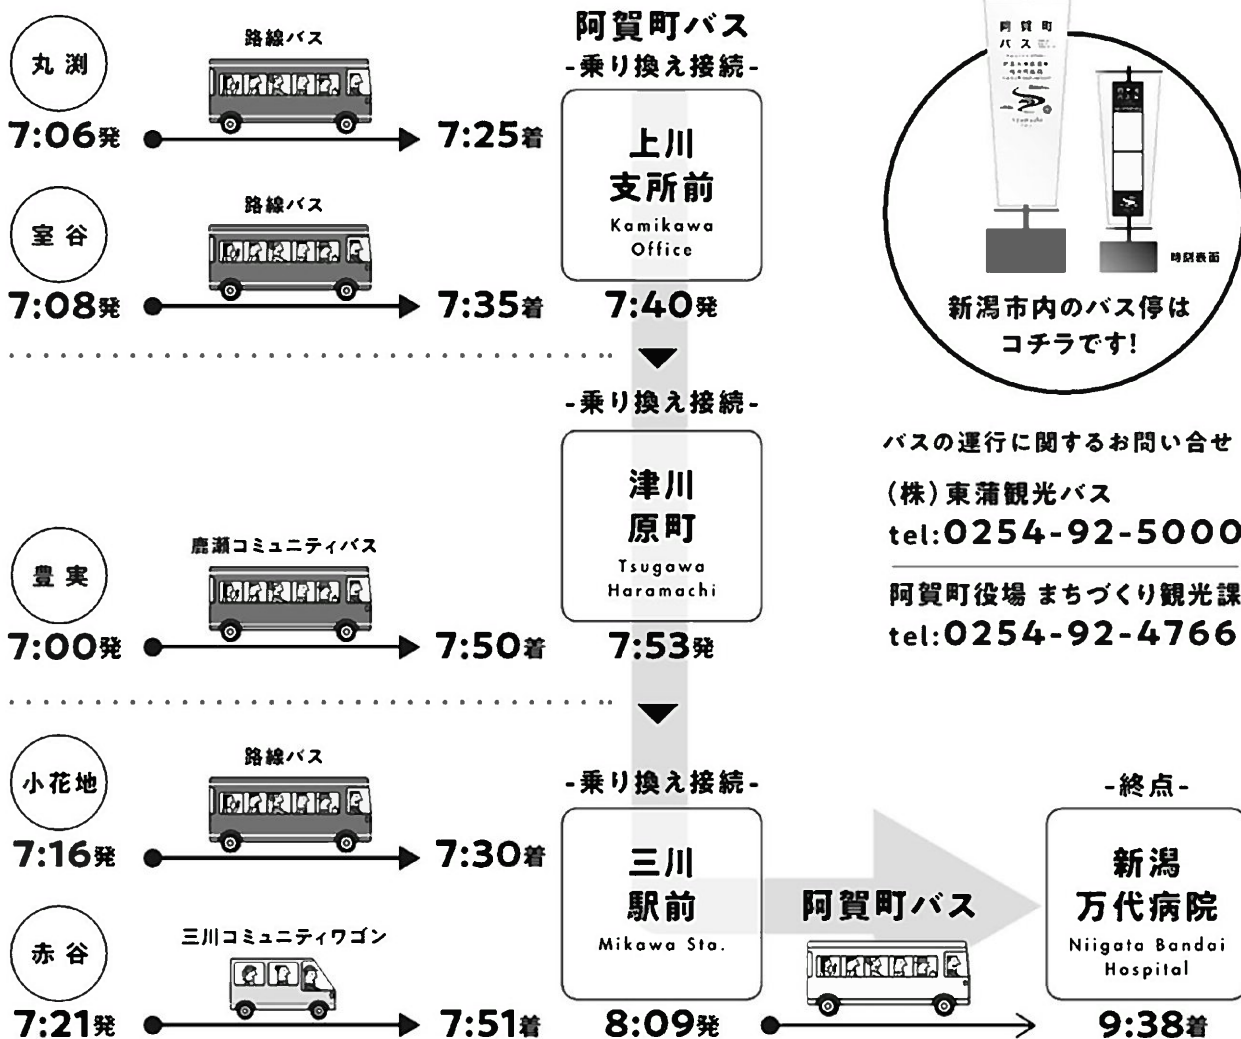 阿賀町バス
丸渕
路線バス
7:06発
7:25着
室谷
路線バス
7:08発
7:35着
-乗り換え接続-
上川
支所前
Kamikawa
Office
7:40発
-乗り換え接続-
津川
原町
Tsugawa
Haramachi
豊実
鹿瀬コミュニティバス
7:00発
7:50着
7:53発
小花地
路線バス
7:16発
7:30着
赤谷
三川コミュニティワゴン
7:21発
7:51着
-乗り換え接続-
三川
駅前
Mikawa Sta.
8:09発
阿賀町バス
-終点-
新潟
万代病院
Niigata Bandai
Hospital
9:38着
阿賀町
バス
時刻表面
新潟市内のバス停は
コチラです!
バスの運行に関するお問い合せ
(株)東蒲観光バス
tel:0254-92-5000
阿賀町役場 まちづくり観光課
tel:0254-92-4766